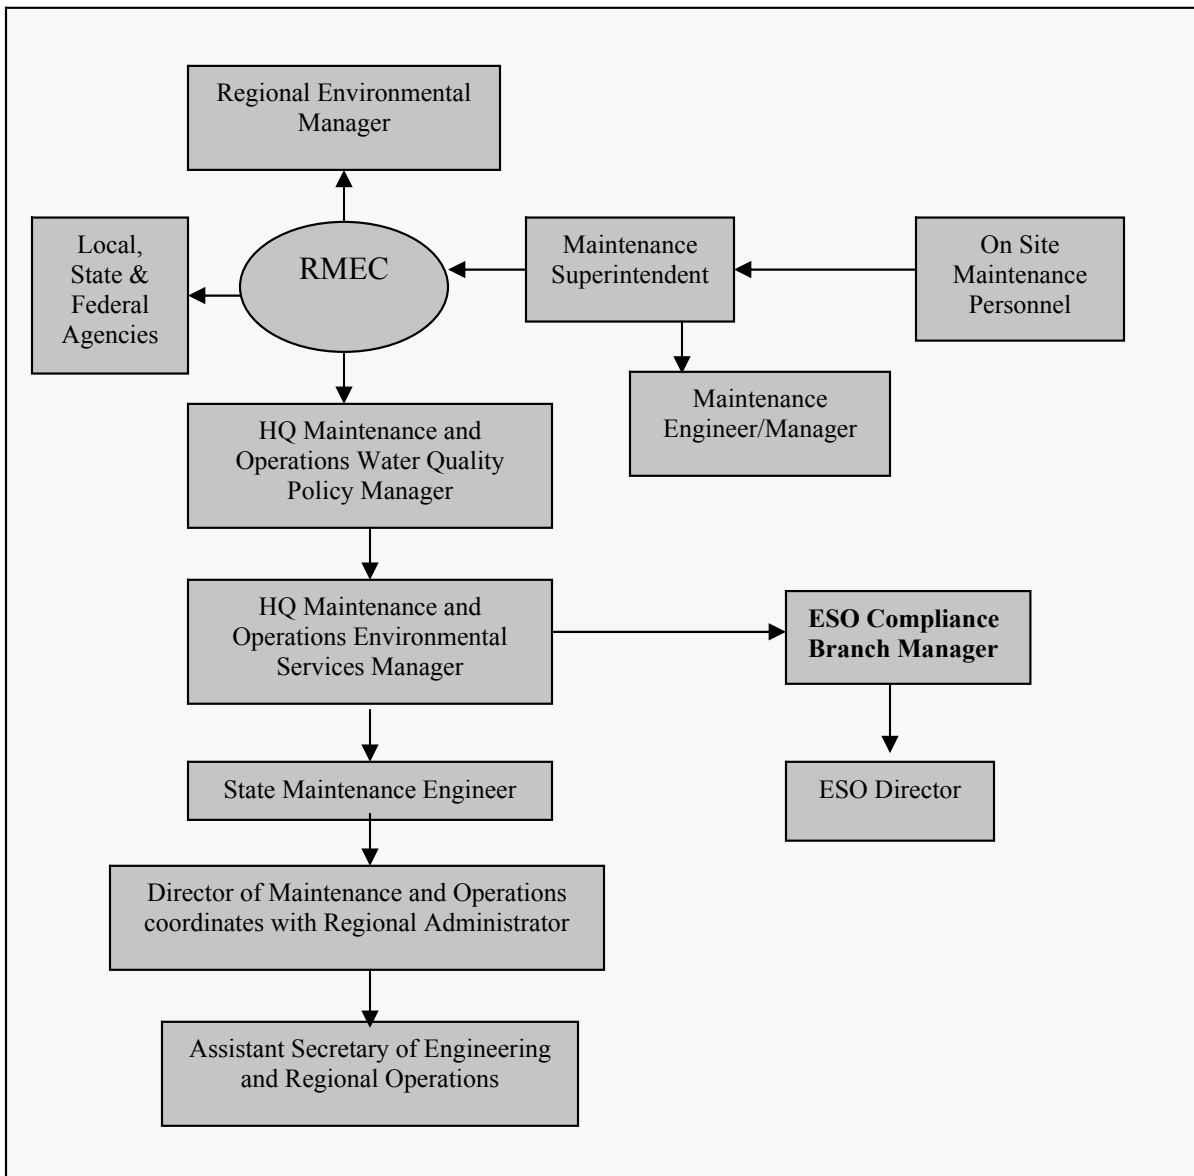 Regional Environmental
Manager
Local,
State &
Federal
Agencies
RMEC
Maintenance
Superintendent
On Site
Maintenance
Personnel
Maintenance
Engineer/Manager
HQ Maintenance and
Operations Water Quality
Policy Manager
HQ Maintenance and
Operations Environmental
Services Manager
ESO Compliance
Branch Manager
State Maintenance Engineer
ESO Director
Director of Maintenance and Operations
coordinates with Regional Administrator
Assistant Secretary of Engineering
and Regional Operations